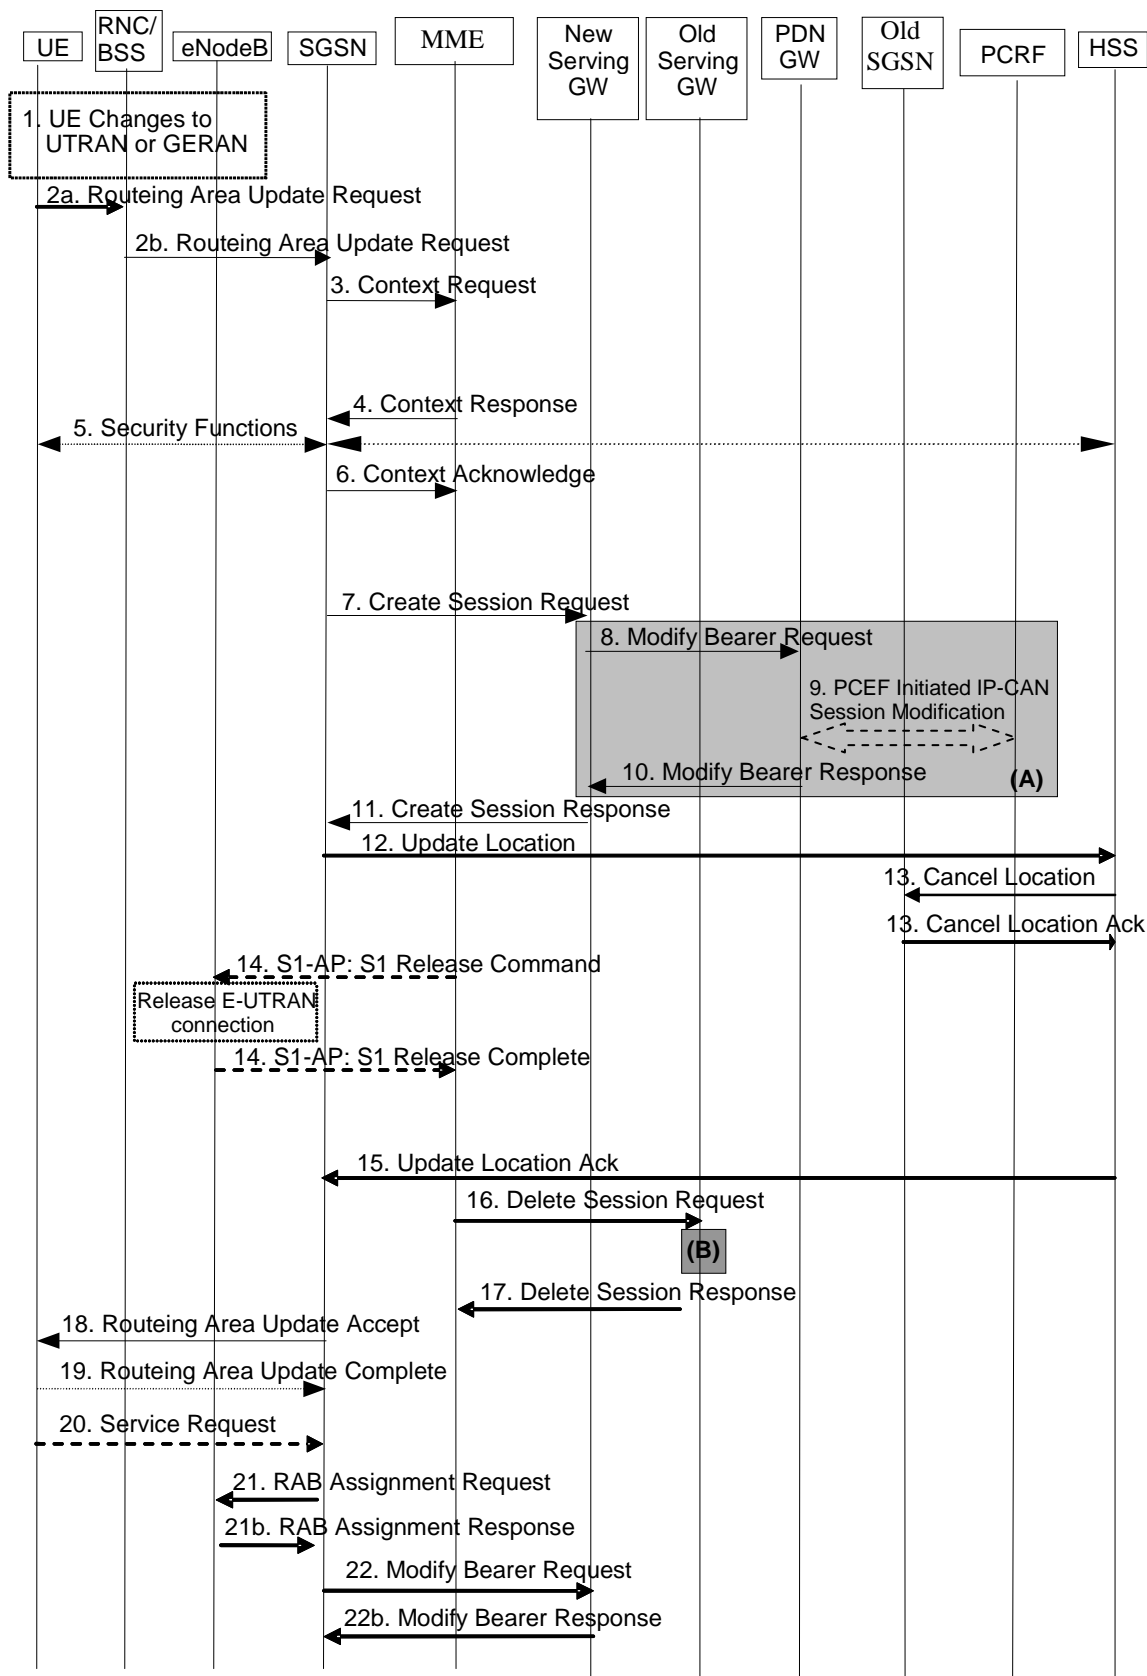 UE
RNC/
BSS
eNodeB
SGSN
MME
New
Serving
GW
Old
Serving
GW
PDN
GW
Old
SGSN
PCRF
HSS
1. UE Changes to
UTRAN or GERAN
2a. Routeing Area Update Request
2b. Routeing Area Update Request
3. Context Request
4. Context Response
5. Security Functions
6. Context Acknowledge
7. Create Session Request
8. Modify Bearer Request
9. PCEF Initiated IP-CAN
Session Modification
10. Modify Bearer Response
(A)
11. Create Session Response
12. Update Location
13. Cancel Location
13. Cancel Location Ack
14. S1-AP: S1 Release Command
Release E-UTRAN
connection
14. S1-AP: S1 Release Complete
15. Update Location Ack
16. Delete Session Request
(B)
17. Delete Session Response
18. Routeing Area Update Accept
19. Routeing Area Update Complete
20. Service Request
21. RAB Assignment Request
21b. RAB Assignment Response
22. Modify Bearer Request
22b. Modify Bearer Response